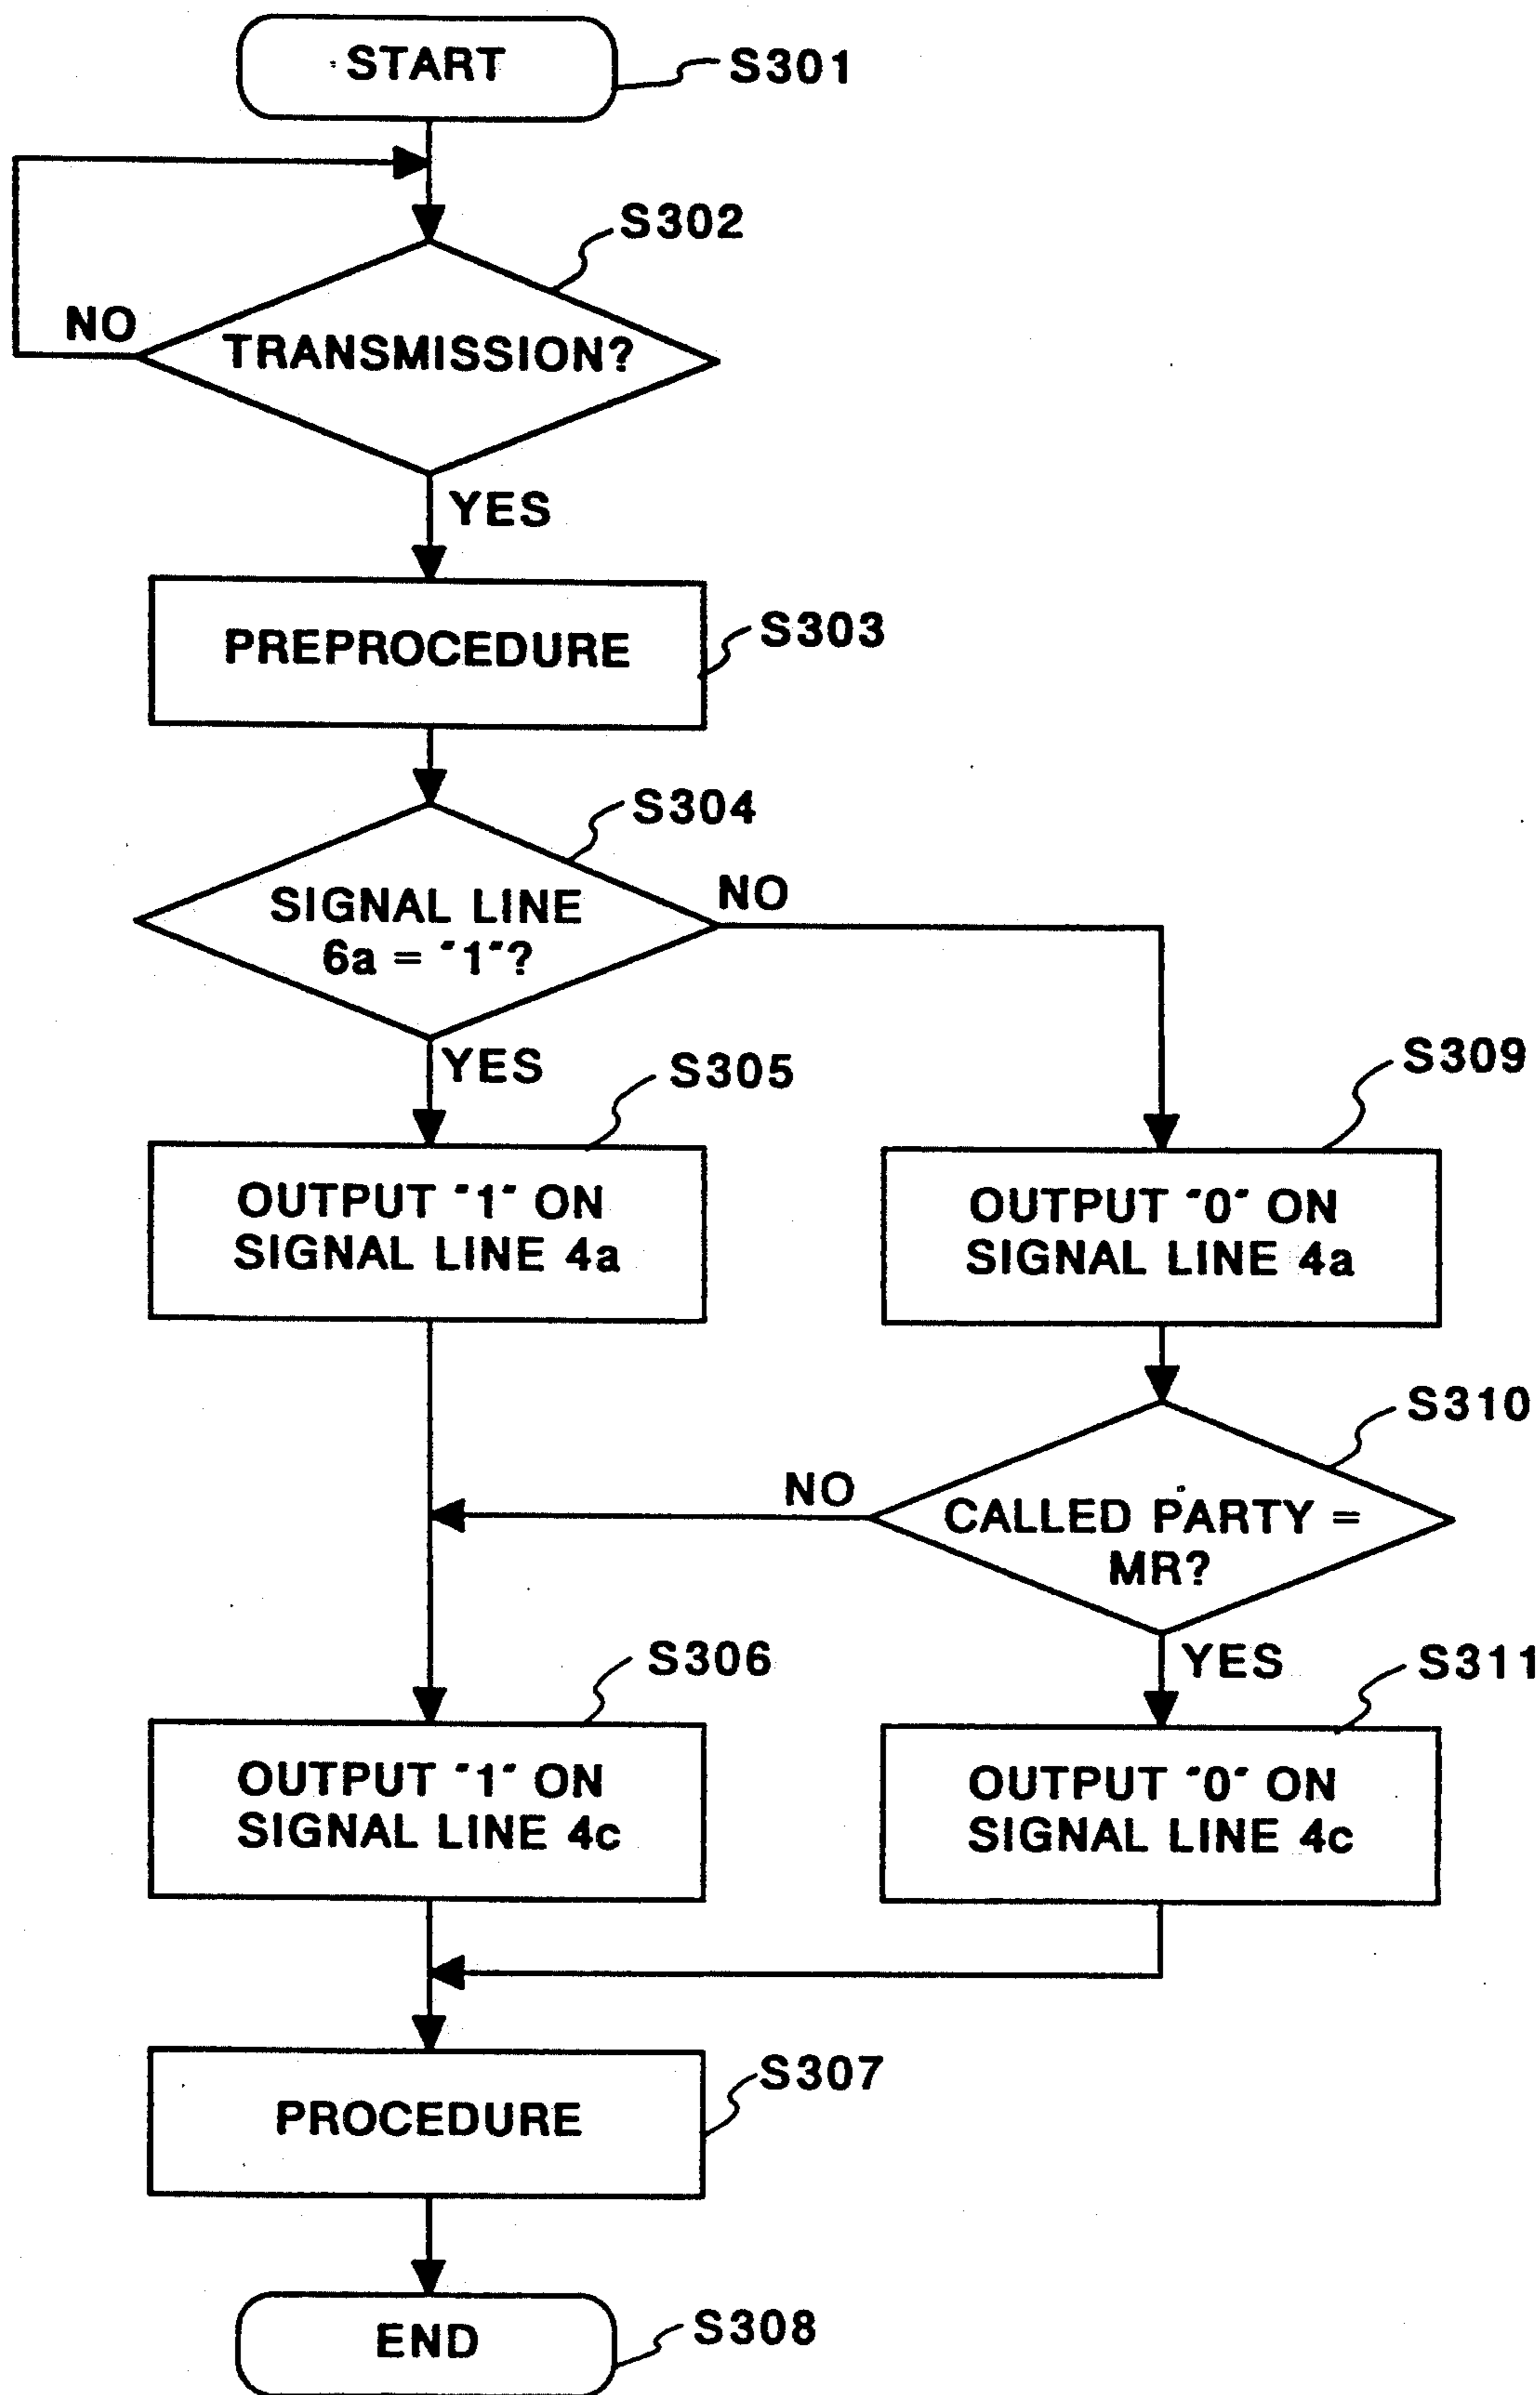 START
S301
S302
NO
TRANSMISSION?
YES
PREPROCEDURE
S303
S304
SIGNAL LINE
6a = "1"?
NO
YES
S305
S309
OUTPUT "1" ON
SIGNAL LINE 4a
OUTPUT "0" ON
SIGNAL LINE 4a
S310
NO
CALLED PARTY =
MR?
S306
YES
S311
OUTPUT "1" ON
SIGNAL LINE 4c
OUTPUT "0" ON
SIGNAL LINE 4c
S307
PROCEDURE
END
S308